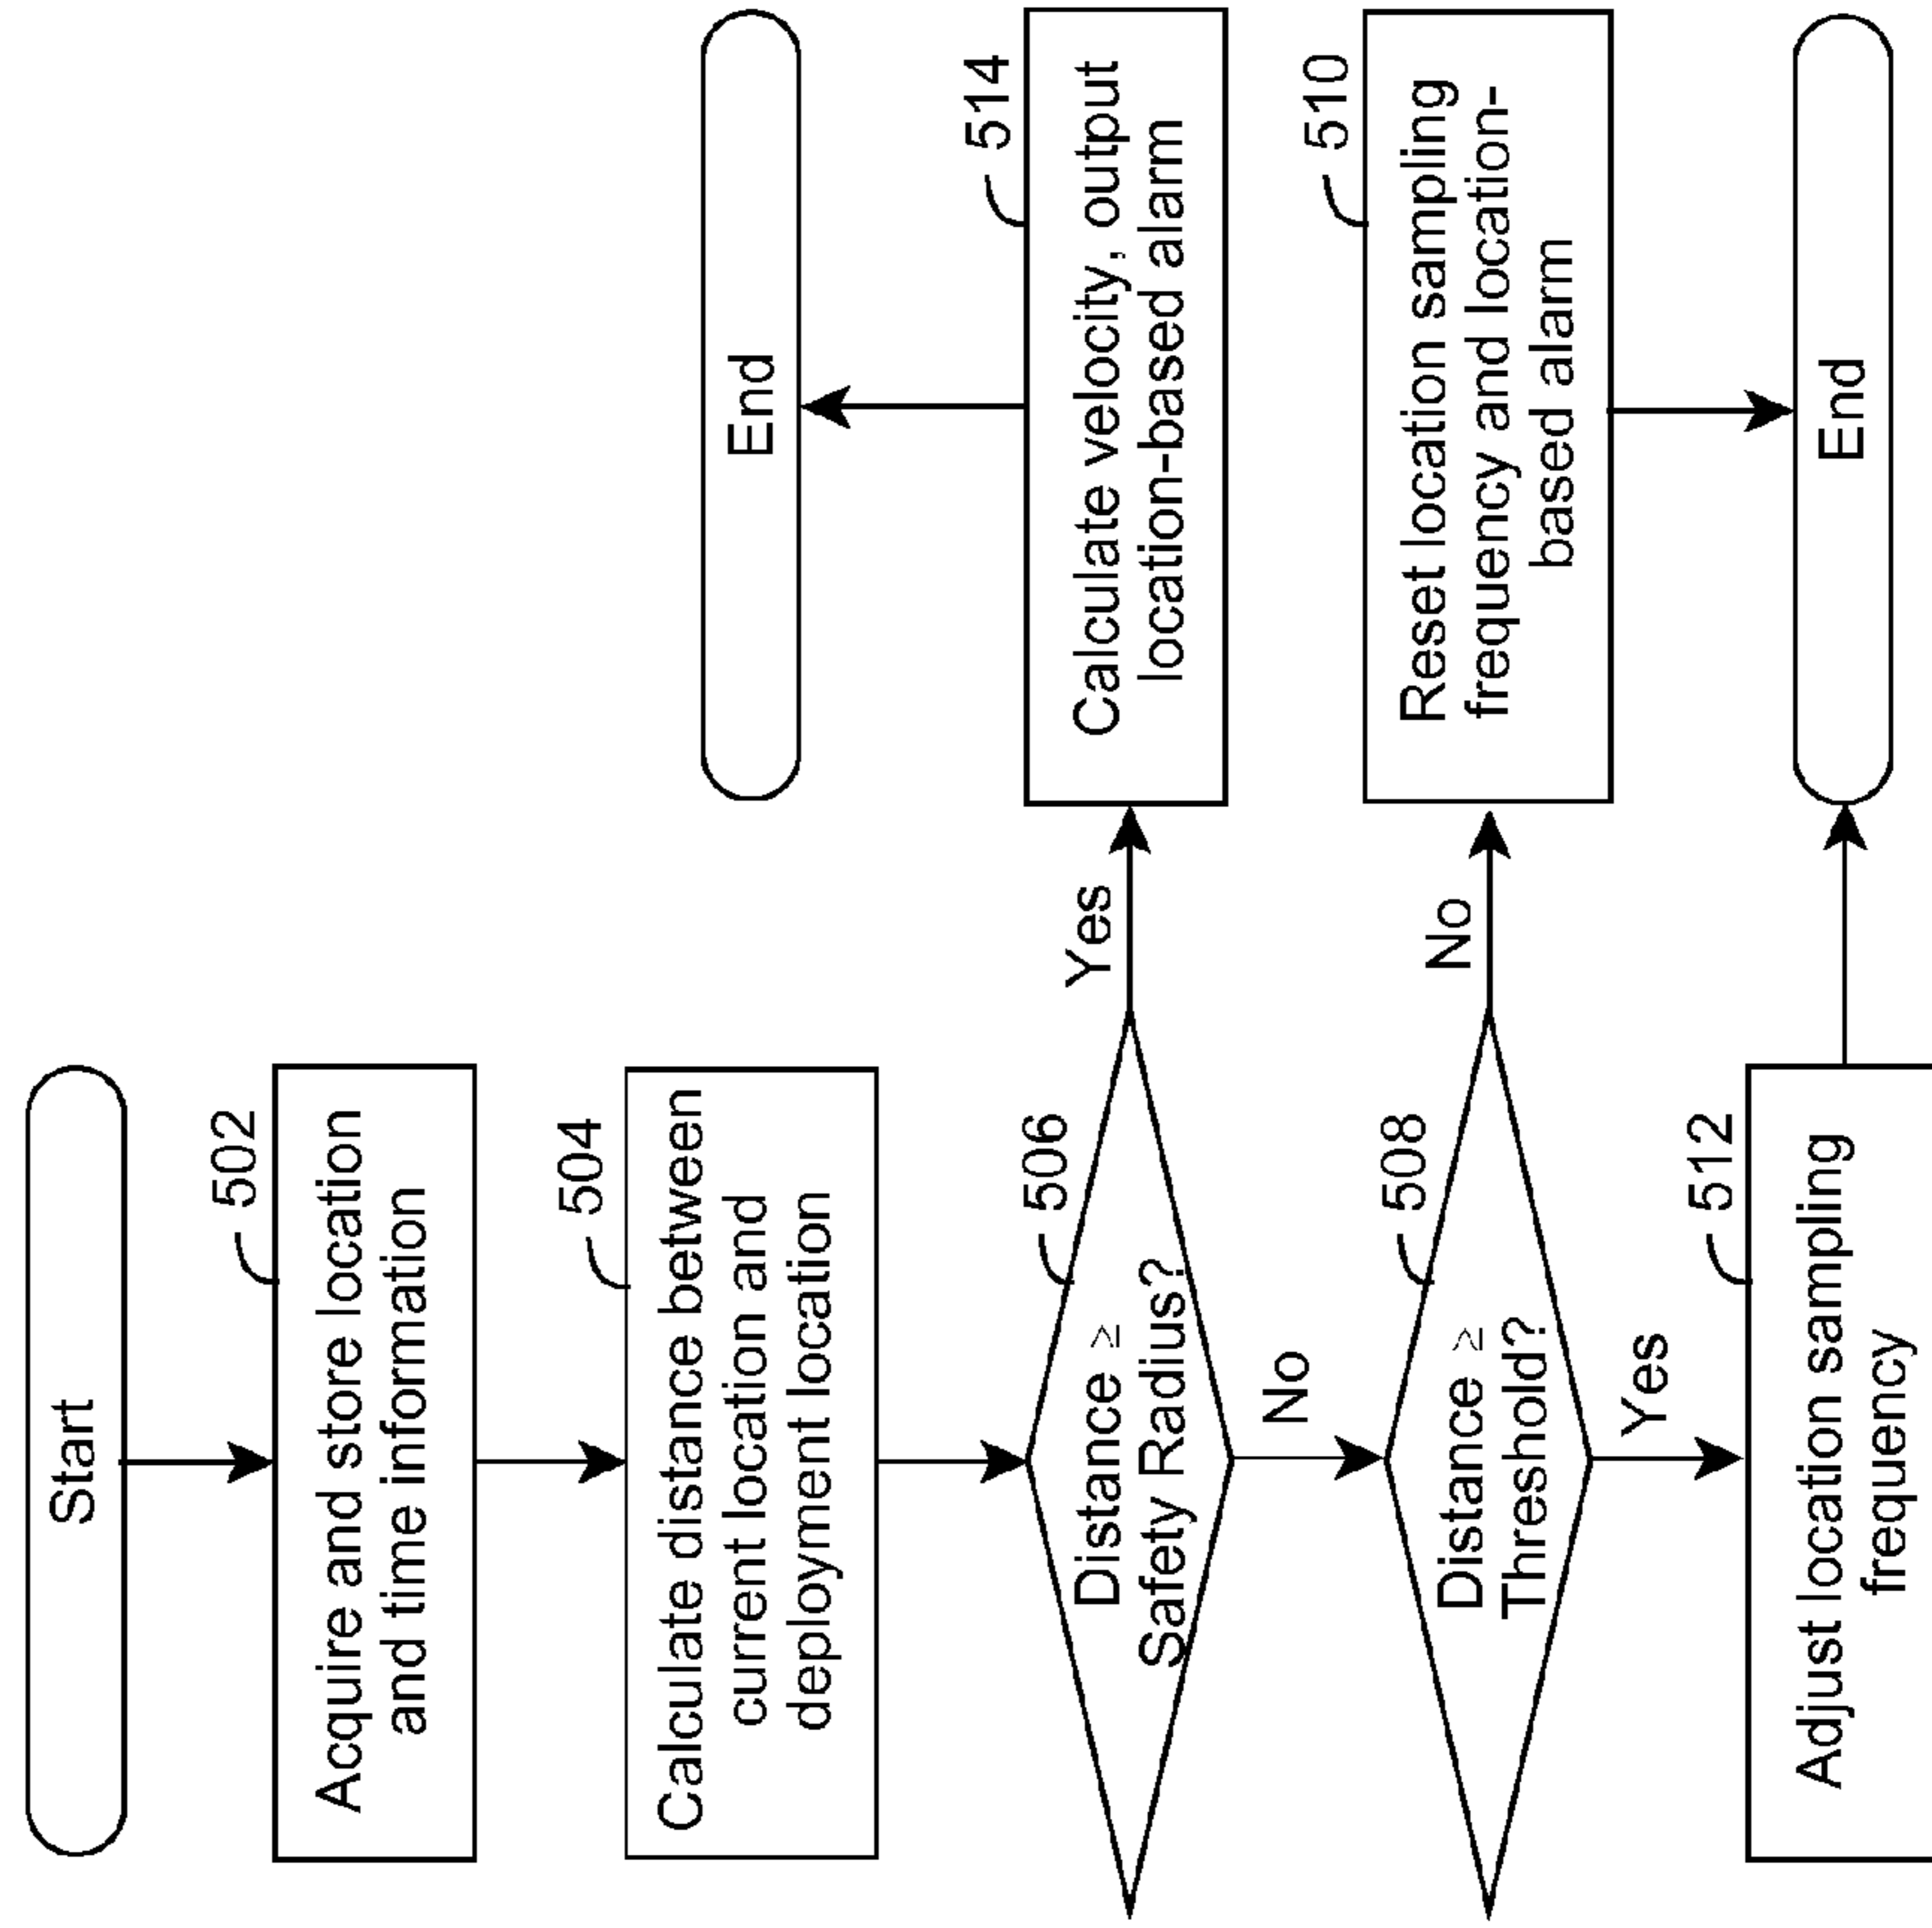 Start
502
Acquire and store location
and time information
504
Calculate distance between
current location and
deployment location
506
Distance ≥
Safety Radius?
Yes
No
514
Calculate velocity, output
location-based alarm
End
508
Distance ≥
Threshold?
No
Yes
510
Reset location sampling
frequency and location-
based alarm
512
Adjust location sampling
frequency
End